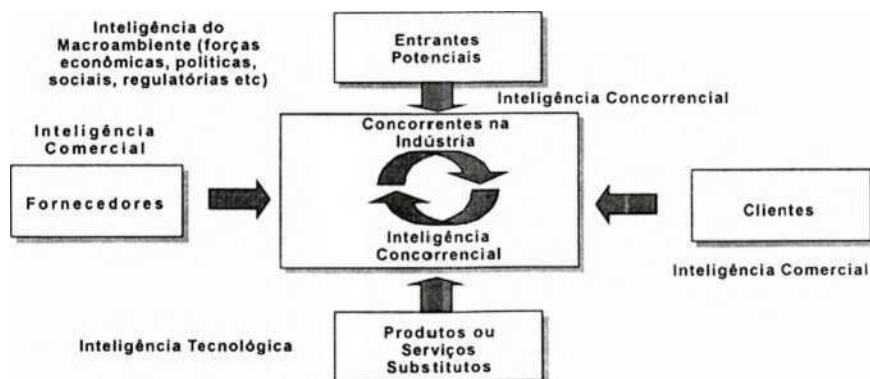 Inteligência do
Macroambiente (forças
econômicas, políticas,
sociais, regulatórias etc)
Entrantes
Potenciais
Inteligência Concorrencial
Inteligência
Comercial
Fornecedores
Concorrentes na
Indústria
Inteligência
Concorrencial
Clientes
Inteligência Comercial
Inteligência Tecnológica
Produtos ou
Serviços
Substitutos